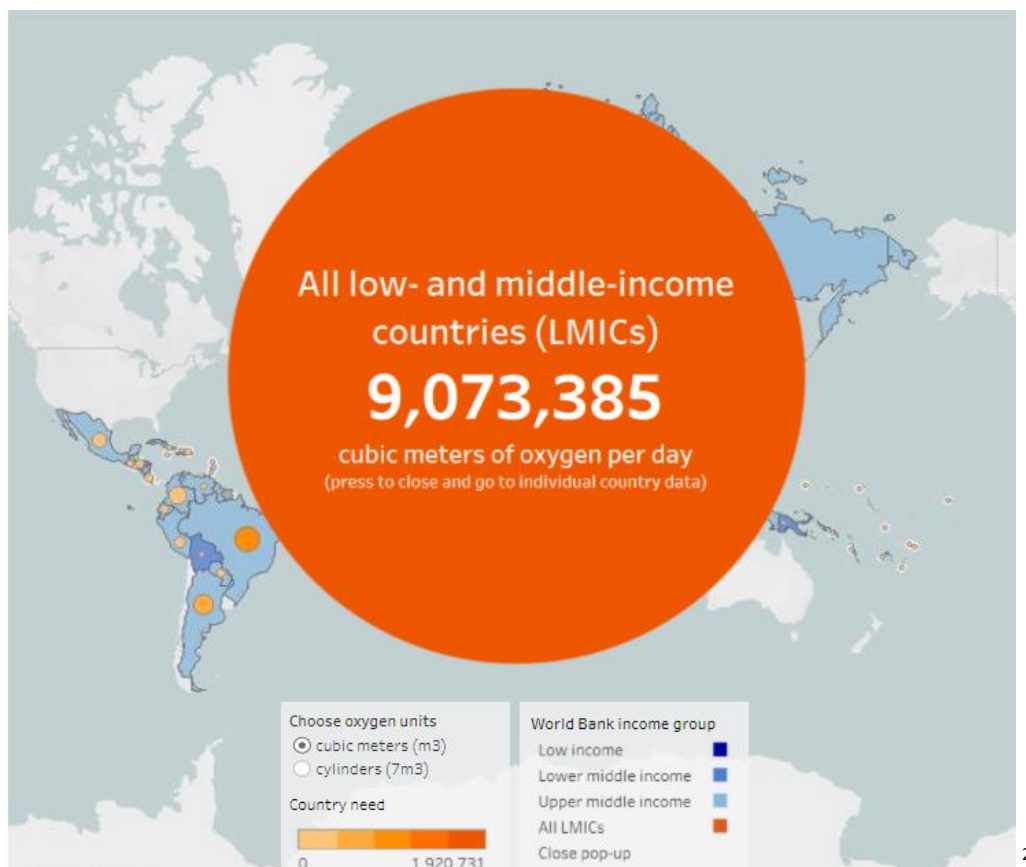 All low- and middle-income
countries (LMICs)
9,073,385
cubic meters of oxygen per day
(press to close and go to individual country data)
Choose oxygen units
cubic meters (m3)
cylinders (7m3)
Country need
0 1,920,731
World Bank income group
Low income
Lower middle income
Upper middle income
All LMICs
Close pop-up